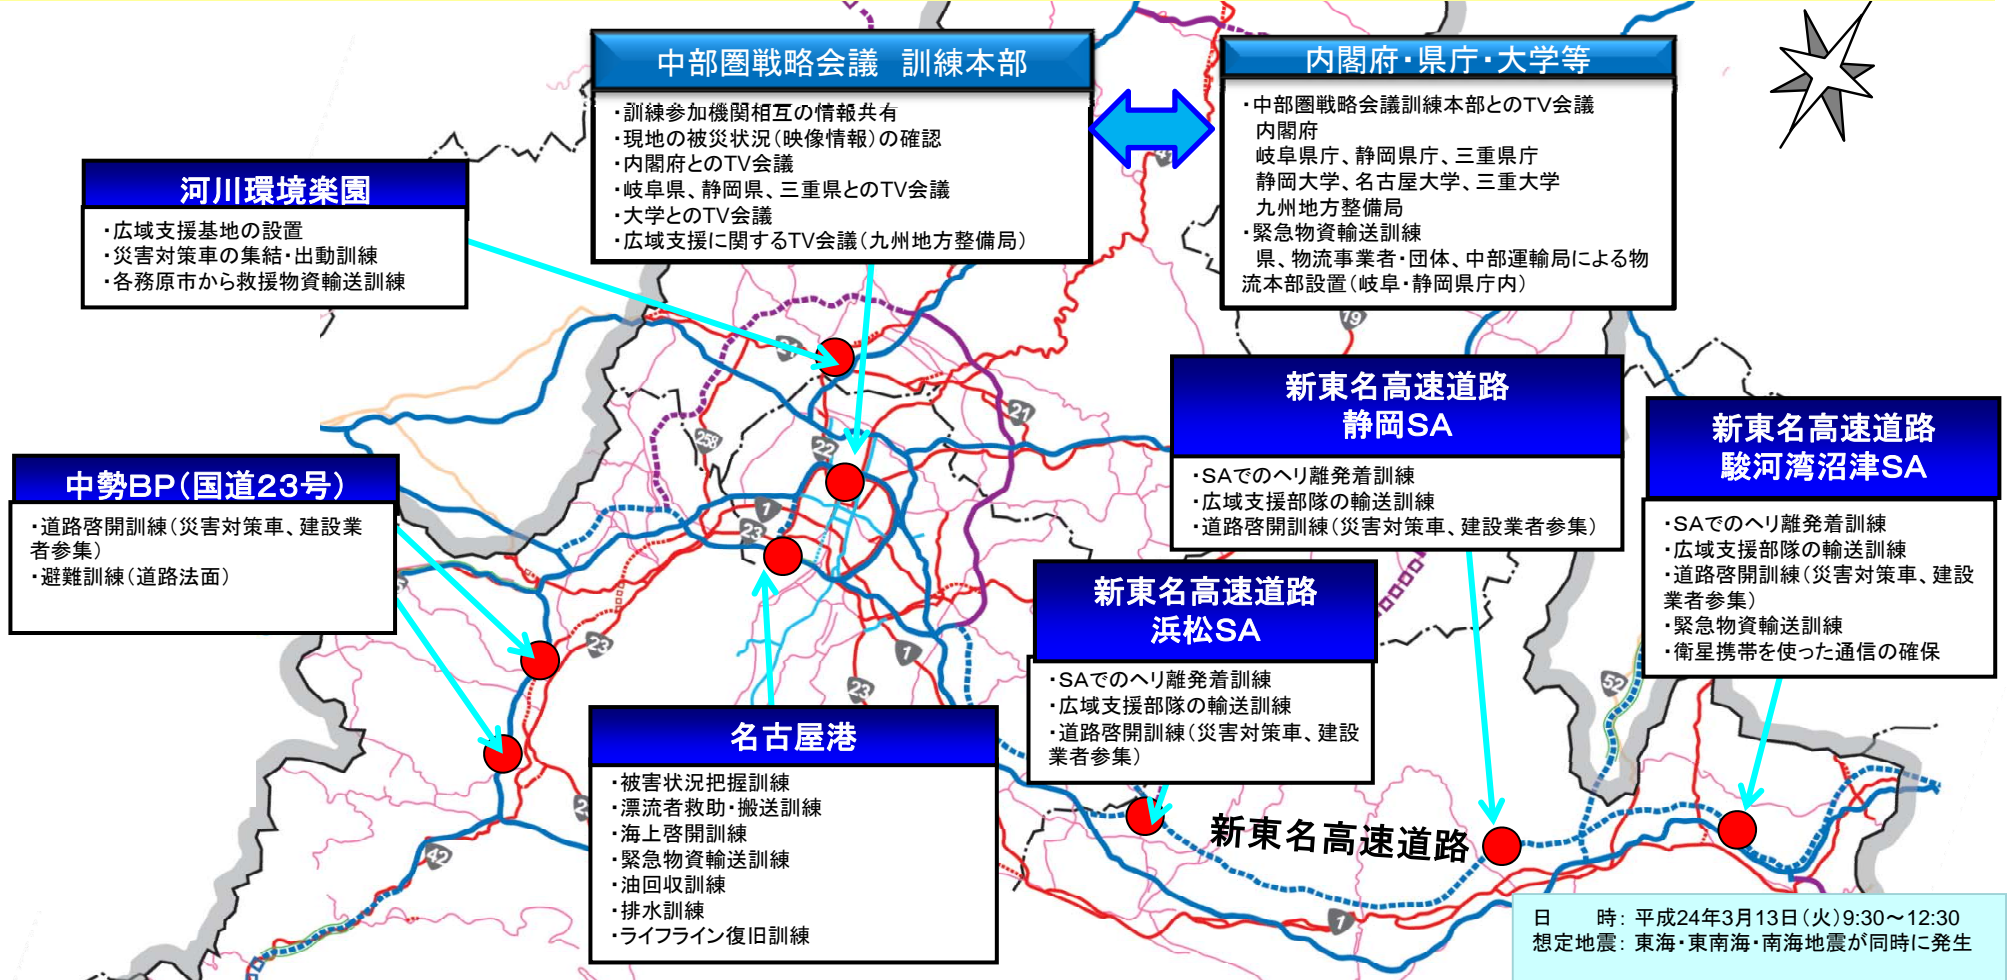 中部圏戦略会議　訓練本部
・訓練参加機関相互の情報共有
・現地の被災状況(映像情報)の確認
・内閣府とのTV会議
・岐阜県、静岡県、三重県とのTV会議
・大学とのTV会議
・広域支援に関するTV会議(九州地方整備局)
内閣府・県庁・大学等
・中部圏戦略会議訓練本部とのTV会議
内閣府
岐阜県庁、静岡県庁、三重県庁
静岡大学、名古屋大学、三重大学
九州地方整備局
・緊急物資輸送訓練
県、物流事業者・団体、中部運輸局による物
流本部設置(岐阜・静岡県庁内)
河川環境楽園
・広域支援基地の設置
・災害対策車の集結・出動訓練
・各務原市から救援物資輸送訓練
中勢BP(国道23号)
・道路啓開訓練(災害対策車、建設業
者参集)
・避難訓練(道路法面)
新東名高速道路
静岡SA
・SAでのヘリ離発着訓練
・広域支援部隊の輸送訓練
・道路啓開訓練(災害対策車、建設業者参集)
新東名高速道路
駿河湾沼津SA
・SAでのヘリ離発着訓練
・広域支援部隊の輸送訓練
・道路啓開訓練(災害対策車、建設
業者参集)
・緊急物資輸送訓練
・衛星携帯を使った通信の確保
新東名高速道路
浜松SA
・SAでのヘリ離発着訓練
・広域支援部隊の輸送訓練
・道路啓開訓練(災害対策車、建設
業者参集)
名古屋港
・被害状況把握訓練
・漂流者救助・搬送訓練
・海上啓開訓練
・緊急物資輸送訓練
・油回収訓練
・排水訓練
・ライフライン復旧訓練
新東名高速道路
日　　時: 平成24年3月13日(火)9:30〜12:30
想定地震: 東海・東南海・南海地震が同時に発生
19
21
258
22
1
23
23
1
23
52
42
1